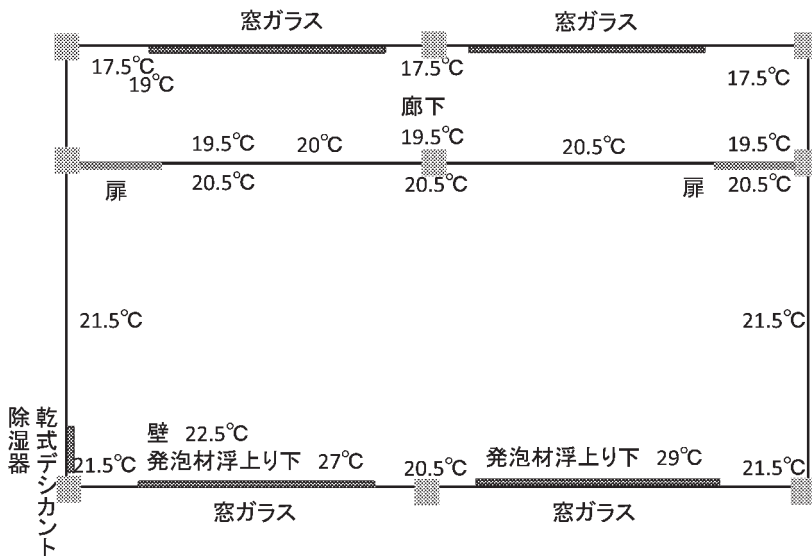 窓ガラス 窓ガラス
17.5℃ 17.5℃ 17.5℃
19℃
廊下
19.5℃ 20℃ 19.5℃ 20.5℃ 19.5℃
扉 20.5℃ 20.5℃ 扉 20.5℃
21.5℃ 21.5℃
乾式デシカント
除湿器
壁 22.5℃
21.5℃ 発泡材浮上り下 27℃ 20.5℃ 発泡材浮上り下 29℃ 21.5℃
窓ガラス 窓ガラス